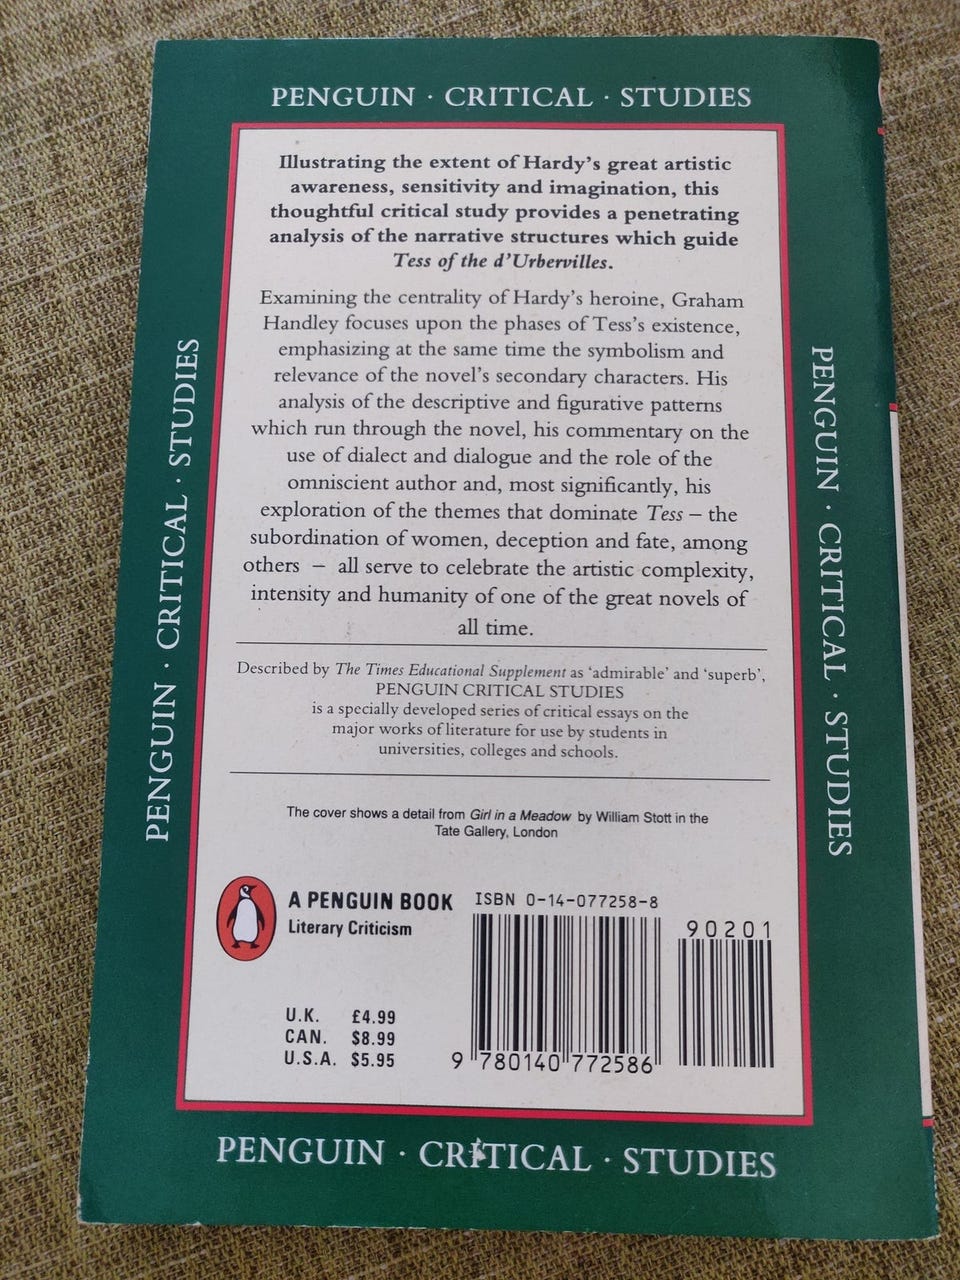 PENGUIN · CRITICAL · STUDIES
Illustrating the extent of Hardy's great artistic
awareness, sensitivity and imagination, this
thoughtful critical study provides a penetrating
analysis of the narrative structures which guide
Tess of the d'Urbervilles.
Examining the centrality of Hardy's heroine, Graham
Handley focuses upon the phases of Tess's existence,
emphasizing at the same time the symbolism and
relevance of the novel's secondary characters. His
analysis of the descriptive and figurative patterns
which run through the novel, his commentary on the
use of dialect and dialogue and the role of the
omniscient author and, most significantly, his
exploration of the themes that dominate Tess – the
subordination of women, deception and fate, among
others – all serve to celebrate the artistic complexity,
intensity and humanity of one of the great novels of
all time.
Described by The Times Educational Supplement as 'admirable' and 'superb',
PENGUIN CRITICAL STUDIES
is a specially developed series of critical essays on the
major works of literature for use by students in
universities, colleges and schools.
The cover shows a detail from Girl in a Meadow by William Stott in the
Tate Gallery, London
A PENGUIN BOOK
Literary Criticism
ISBN 0-14-077258-8
90201
U.K. £4.99
CAN. $8.99
U.S.A. $5.95
9 780140 772586
PENGUIN · CRITICAL · STUDIES
PENGUIN · CRITICAL · STUDIES
PENGUIN · CRITICAL · STUDIES